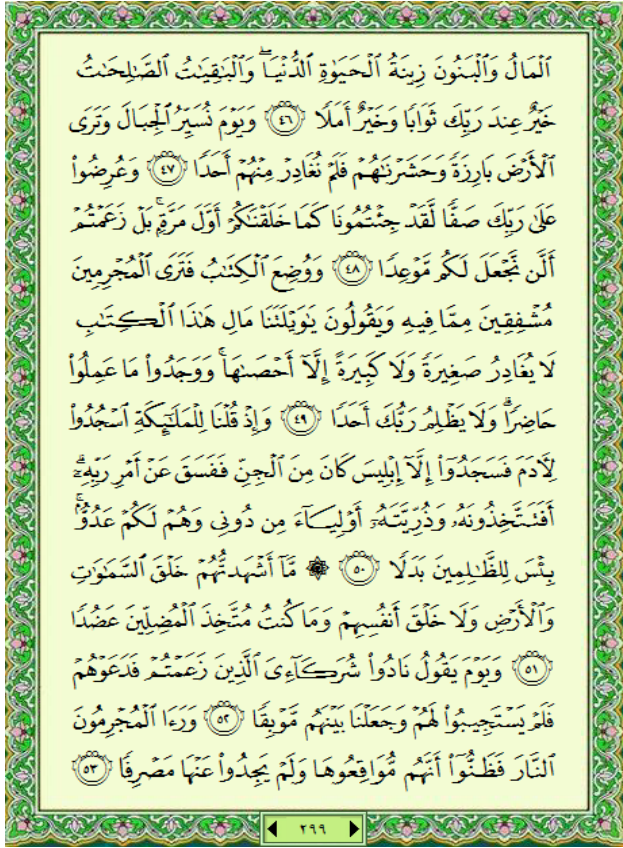 ٱلْمَالُ وَٱلْبَنُونَ زِينَةُ ٱلْحَيَوٰةِ ٱلدُّنْيَا ۖ وَٱلْبَـٰقِيَـٰتُ ٱلصَّـٰلِحَـٰتُ
خَيْرٌ عِندَ رَبِّكَ ثَوَابًا وَخَيْرٌ أَمَلًا ٤٦ وَيَوْمَ نُسَيِّرُ ٱلْجِبَالَ وَتَرَى
ٱلْأَرْضَ بَارِزَةً وَحَشَرْنَـٰهُمْ فَلَمْ نُغَادِرْ مِنْهُمْ أَحَدًا ٤٧ وَعُرِضُوا۟
عَلَىٰ رَبِّكَ صَفًّا لَّقَدْ جِئْتُمُونَا كَمَا خَلَقْنَـٰكُمْ أَوَّلَ مَرَّةٍۭ ۚ بَلْ زَعَمْتُمْ
أَلَّن نَّجْعَلَ لَكُم مَّوْعِدًا ٤٨ وَوُضِعَ ٱلْكِتَـٰبُ فَتَرَى ٱلْمُجْرِمِينَ
مُشْفِقِينَ مِمَّا فِيهِ وَيَقُولُونَ يَـٰوَيْلَتَنَا مَالِ هَـٰذَا ٱلْكِتَـٰبِ
لَا يُغَادِرُ صَغِيرَةً وَلَا كَبِيرَةً إِلَّآ أَحْصَىٰهَا ۚ وَوَجَدُوا۟ مَا عَمِلُوا۟
حَاضِرًا ۗ وَلَا يَظْلِمُ رَبُّكَ أَحَدًا ٤٩ وَإِذْ قُلْنَا لِلْمَلَـٰٓئِكَةِ ٱسْجُدُوا۟
لِـَٔادَمَ فَسَجَدُوٓا۟ إِلَّآ إِبْلِيسَ كَانَ مِنَ ٱلْجِنِّ فَفَسَقَ عَنْ أَمْرِ رَبِّهِۦٓ ۗ
أَفَتَتَّخِذُونَهُۥ وَذُرِّيَّتَهُۥٓ أَوْلِيَآءَ مِن دُونِى وَهُمْ لَكُمْ عَدُوٌّۢ ۚ
بِئْسَ لِلظَّـٰلِمِينَ بَدَلًا ٥٠ ۞ مَّآ أَشْهَدتُّهُمْ خَلْقَ ٱلسَّمَـٰوَٰتِ
وَٱلْأَرْضِ وَلَا خَلْقَ أَنفُسِهِمْ وَمَا كُنتُ مُتَّخِذَ ٱلْمُضِلِّينَ عَضُدًا
٥١ وَيَوْمَ يَقُولُ نَادُوا۟ شُرَكَآءِىَ ٱلَّذِينَ زَعَمْتُمْ فَدَعَوْهُمْ
فَلَمْ يَسْتَجِيبُوا۟ لَهُمْ وَجَعَلْنَا بَيْنَهُم مَّوْبِقًا ٥٢ وَرَءَا ٱلْمُجْرِمُونَ
ٱلنَّارَ فَظَنُّوٓا۟ أَنَّهُم مُّوَاقِعُوهَا وَلَمْ يَجِدُوا۟ عَنْهَا مَصْرِفًا ٥٣
٢٩٩